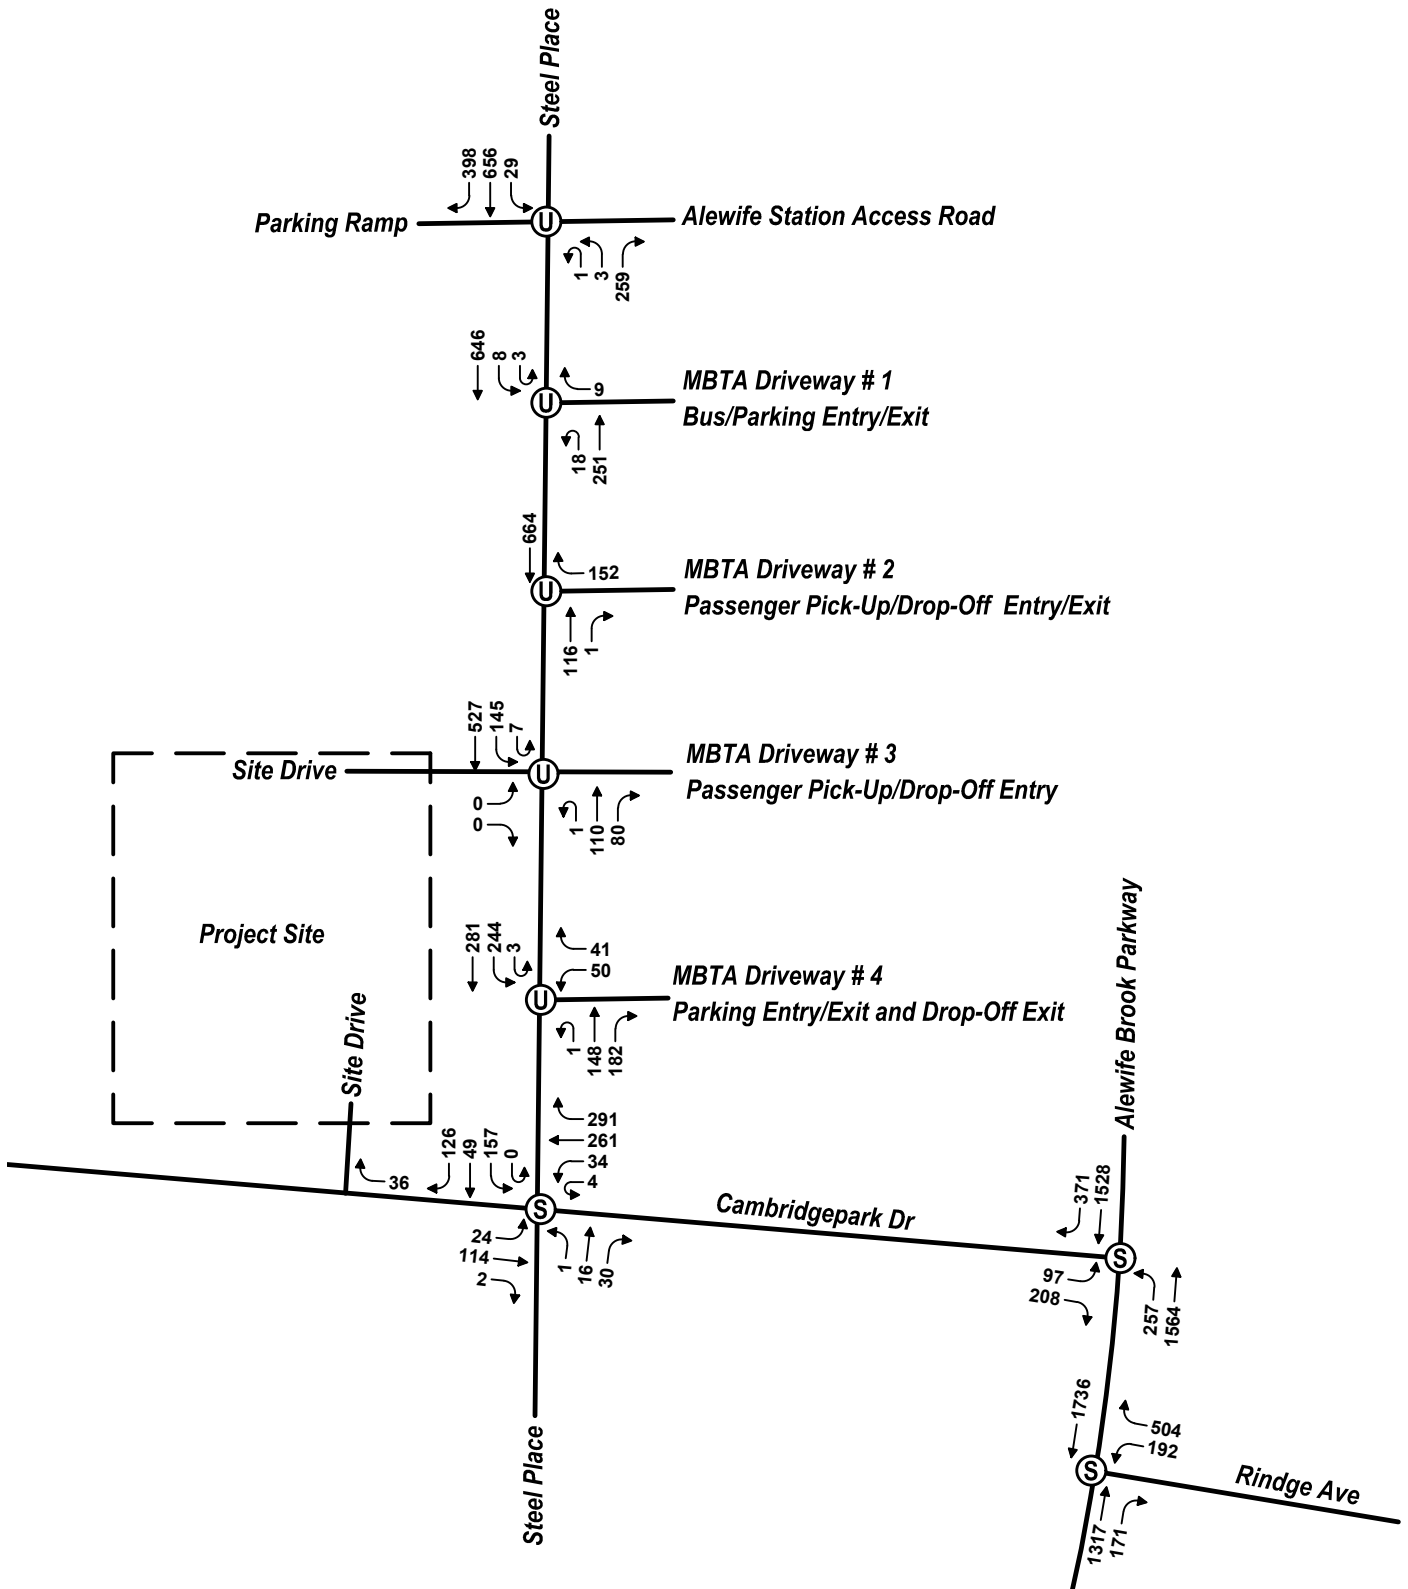 Steel Place
398
656
29
Parking Ramp
U
Alewife Station Access Road
1
3
259
646
8
3
9
MBTA Driveway # 1
U
Bus/Parking Entry/Exit
18
251
664
152
MBTA Driveway # 2
U
Passenger Pick-Up/Drop-Off Entry/Exit
116
1
527
145
7
MBTA Driveway # 3
Site Drive
U
Passenger Pick-Up/Drop-Off Entry
0
0
1
110
80
Project Site
281
244
3
41
50
MBTA Driveway # 4
U
Parking Entry/Exit and Drop-Off Exit
1
148
182
Site Drive
Alewife Brook Parkway
36
126
49
157
0
291
261
34
4
S
Cambridgepark Dr
24
114
2
1
16
30
371
1528
S
97
208
257
1564
Steel Place
1736
504
192
S
Rindge Ave
1317
171